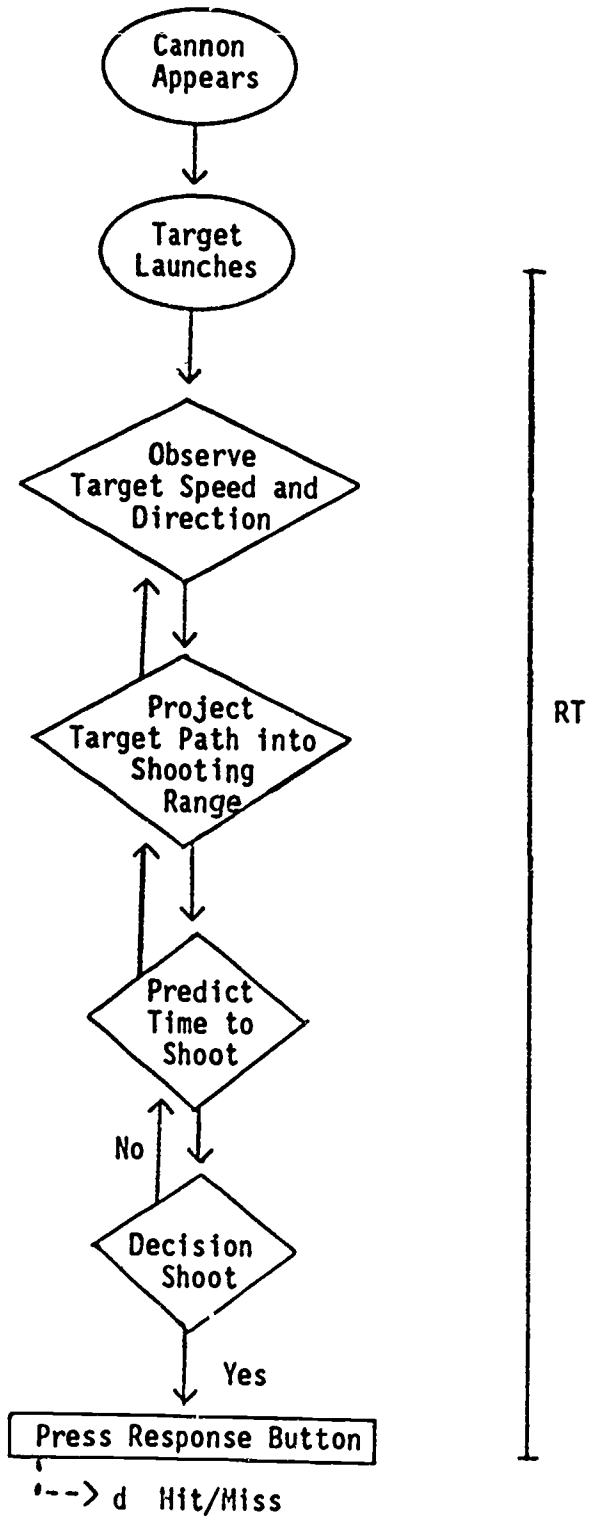 Cannon
Appears
Target
Launches
Observe
Target Speed and
Direction
Project
Target Path into
Shooting
Range
RT
Predict
Time to
Shoot
No
Decision
Shoot
Yes
Press Response Button
d Hit/Miss